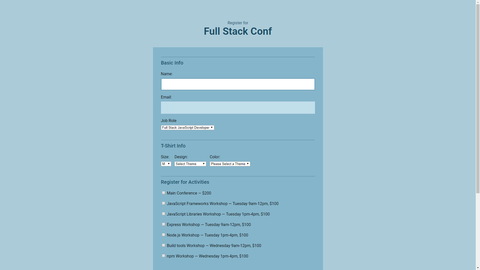 Register for
Full Stack Conf
Basic Info
Name:
Email:
Job Role
Full Stack JavaScript Developer
T-Shirt Info
Size: Design: Color:
M Select Theme Please Select a Theme
Register for Activities
Main Conference — $200
JavaScript Frameworks Workshop — Tuesday 9am-12pm, $100
JavaScript Libraries Workshop — Tuesday 1pm-4pm, $100
Express Workshop — Tuesday 9am-12pm, $100
Node.js Workshop — Tuesday 1pm-4pm, $100
Build tools Workshop — Wednesday 9am-12pm, $100
npm Workshop — Wednesday 1pm-4pm, $100